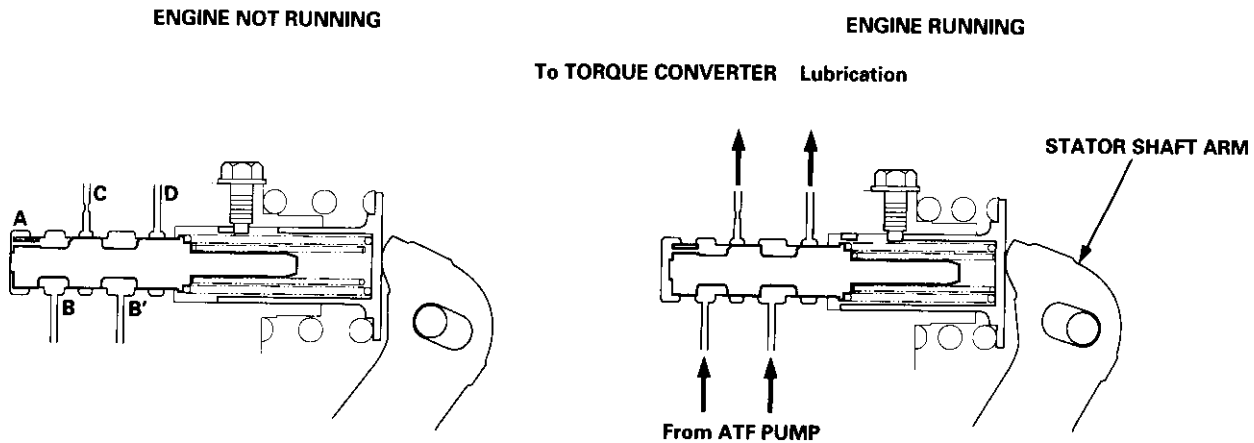 ENGINE NOT RUNNING
ENGINE RUNNING
To TORQUE CONVERTER Lubrication
STATOR SHAFT ARM
C D
A
B B'
From ATF PUMP